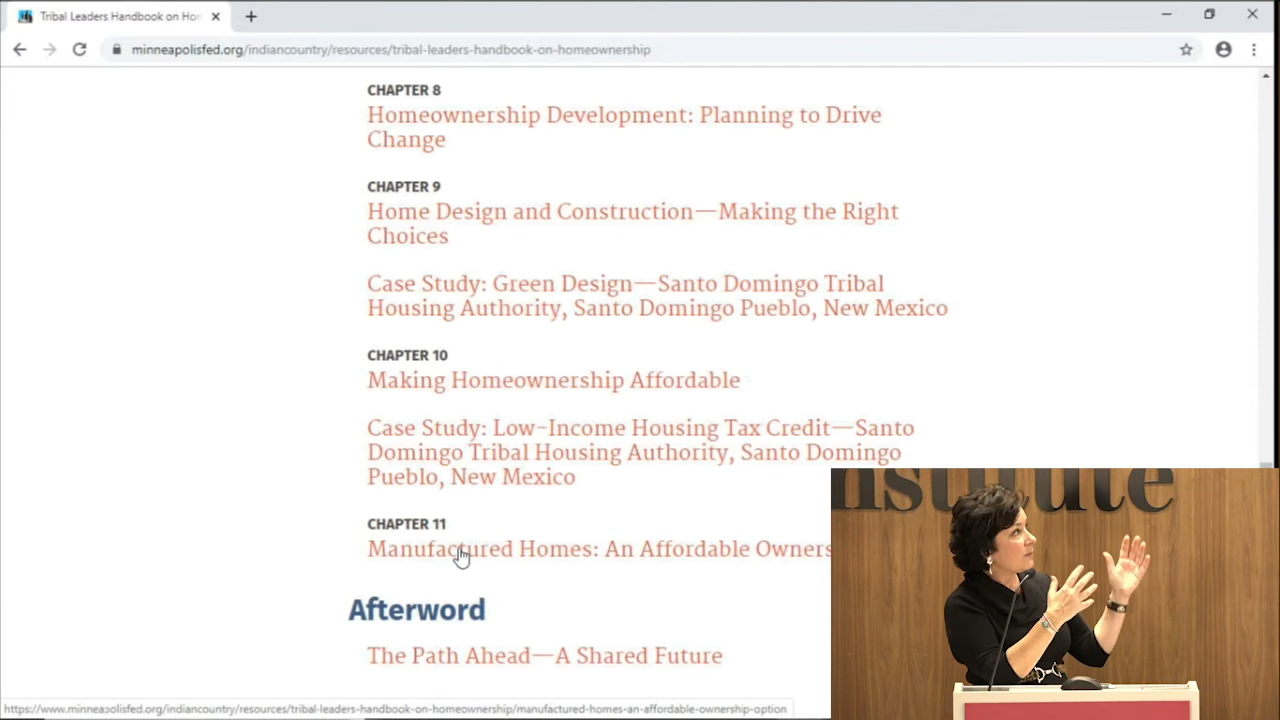 Tribal Leaders Handbook on Hom
minneapolisfed.org/indiancountry/resources/tribal-leaders-handbook-on-homeownership
CHAPTER 8
Homeownership Development: Planning to Drive
Change
CHAPTER 9
Home Design and Construction—Making the Right
Choices
Case Study: Green Design—Santo Domingo Tribal
Housing Authority, Santo Domingo Pueblo, New Mexico
CHAPTER 10
Making Homeownership Affordable
Case Study: Low-Income Housing Tax Credit—Santo
Domingo Tribal Housing Authority, Santo Domingo
Pueblo, New Mexico
CHAPTER 11
Manufactured Homes: An Affordable Owners
Afterword
The Path Ahead—A Shared Future
https://www.minneapolisfed.org/indiancountry/resources/tribal-leaders-handbook-on-homeownership/manufactured-homes-an-affordable-ownership-option
nstitute